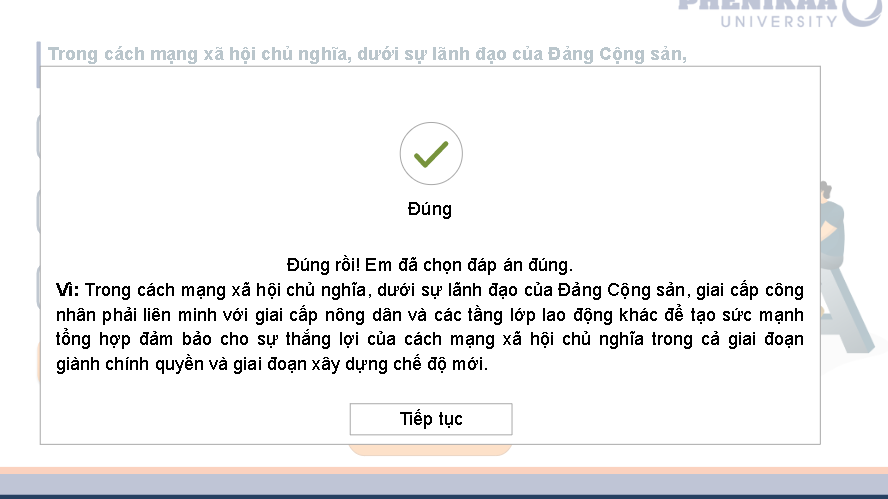 PHENIKAA
UNIVERSITY
Trong cách mạng xã hội chủ nghĩa, dưới sự lãnh đạo của Đảng Cộng sản,
Đúng
Đúng rồi! Em đã chọn đáp án đúng.
Vì: Trong cách mạng xã hội chủ nghĩa, dưới sự lãnh đạo của Đảng Cộng sản, giai cấp công
nhân phải liên minh với giai cấp nông dân và các tầng lớp lao động khác để tạo sức mạnh
tổng hợp đảm bảo cho sự thắng lợi của cách mạng xã hội chủ nghĩa trong cả giai đoạn
giành chính quyền và giai đoạn xây dựng chế độ mới.
Tiếp tục